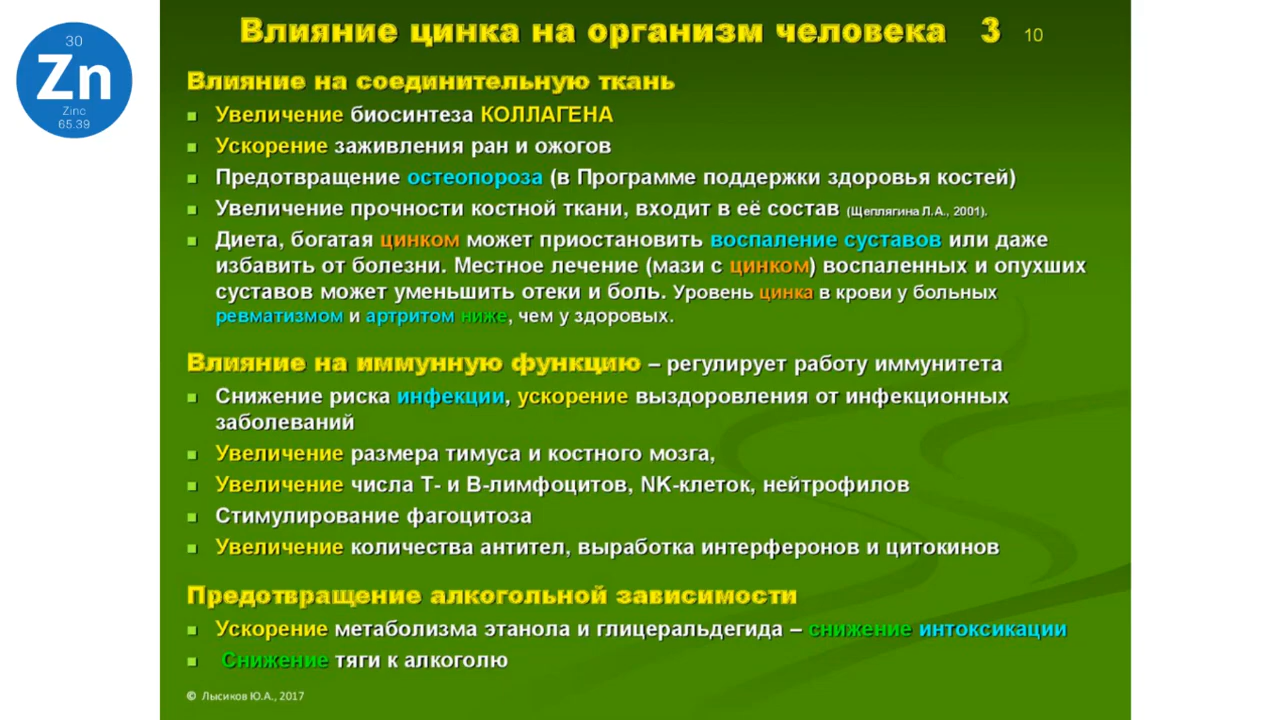 30
Zn
Zinc
65.39
Влияние цинка на организм человека 3 10
Влияние на соединительную ткань
Увеличение биосинтеза КОЛЛАГЕНА
Ускорение заживления ран и ожогов
Предотвращение остеопороза (в Программе поддержки здоровья костей)
Увеличение прочности костной ткани, входит в её состав (Щеплягина Л.А., 2001).
Диета, богатая цинком может приостановить воспаление суставов или даже
избавить от болезни. Местное лечение (мази с цинком) воспаленных и опухших
суставов может уменьшить отеки и боль. Уровень цинка в крови у больных
ревматизмом и артритом ниже, чем у здоровых.
Влияние на иммунную функцию – регулирует работу иммунитета
Снижение риска инфекции, ускорение выздоровления от инфекционных
заболеваний
Увеличение размера тимуса и костного мозга,
Увеличение числа Т- и В-лимфоцитов, NK-клеток, нейтрофилов
Стимулирование фагоцитоза
Увеличение количества антител, выработка интерферонов и цитокинов
Предотвращение алкогольной зависимости
Ускорение метаболизма этанола и глицеральдегида – снижение интоксикации
Снижение тяги к алкоголю
© Лысиков Ю.А., 2017